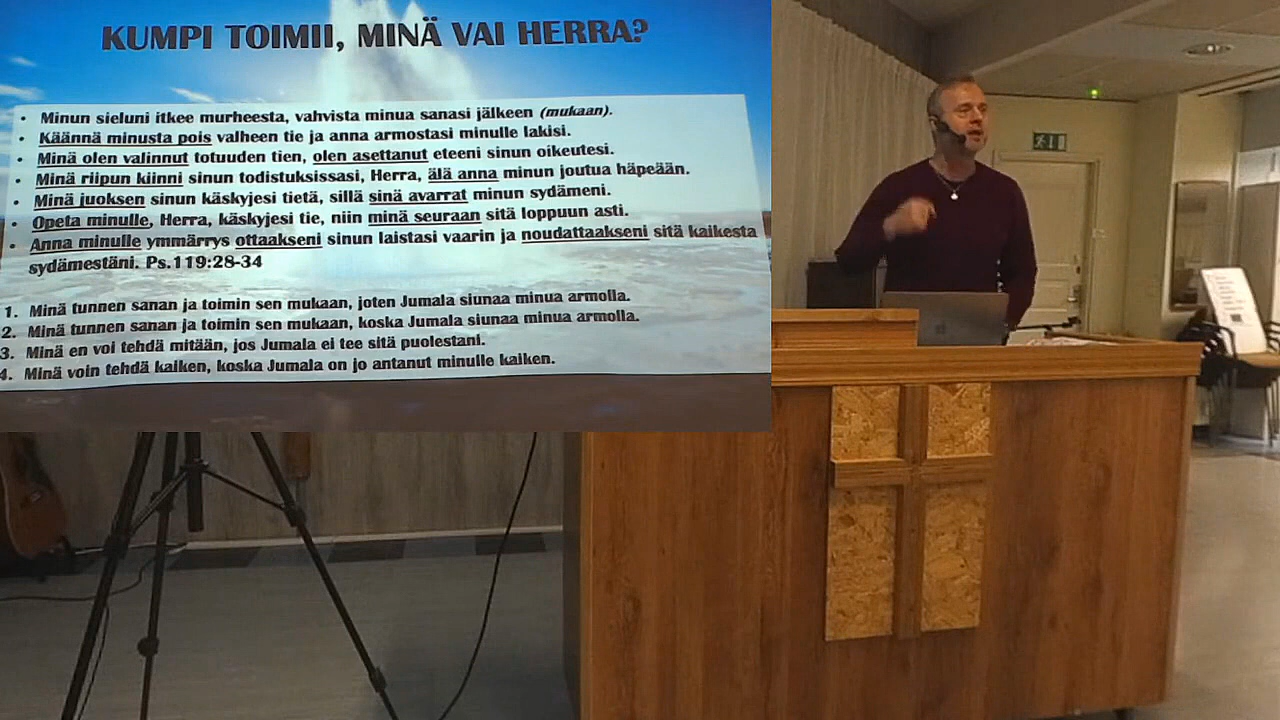 KUMPI TOIMII, MINÄ VAI HERRA?
• Minun sieluni itkee murheesta, vahvista minua sanasi jälkeen (mukaan).
• Käännä minusta pois valheen tie ja anna armostasi minulle lakisi.
• Minä olen valinnut totuuden tien, olen asettanut eteeni sinun oikeutesi.
• Minä riipun kiinni sinun todistuksissasi, Herra, älä anna minun joutua häpeään.
• Minä juoksen sinun käskyjesi tietä, sillä sinä avarrat minun sydämeni.
• Opeta minulle, Herra, käskyjesi tie, niin minä seuraan sitä loppuun asti.
• Anna minulle ymmärrys ottaakseni sinun laistasi vaarin ja noudattaakseni sitä kaikesta
sydämestäni. Ps.119:28-34
1. Minä tunnen sanan ja toimin sen mukaan, joten Jumala siunaa minua armolla.
2. Minä tunnen sanan ja toimin sen mukaan, koska Jumala siunaa minua armolla.
3. Minä en voi tehdä mitään, jos Jumala ei tee sitä puolestani.
4. Minä voin tehdä kaiken, koska Jumala on jo antanut minulle kaiken.